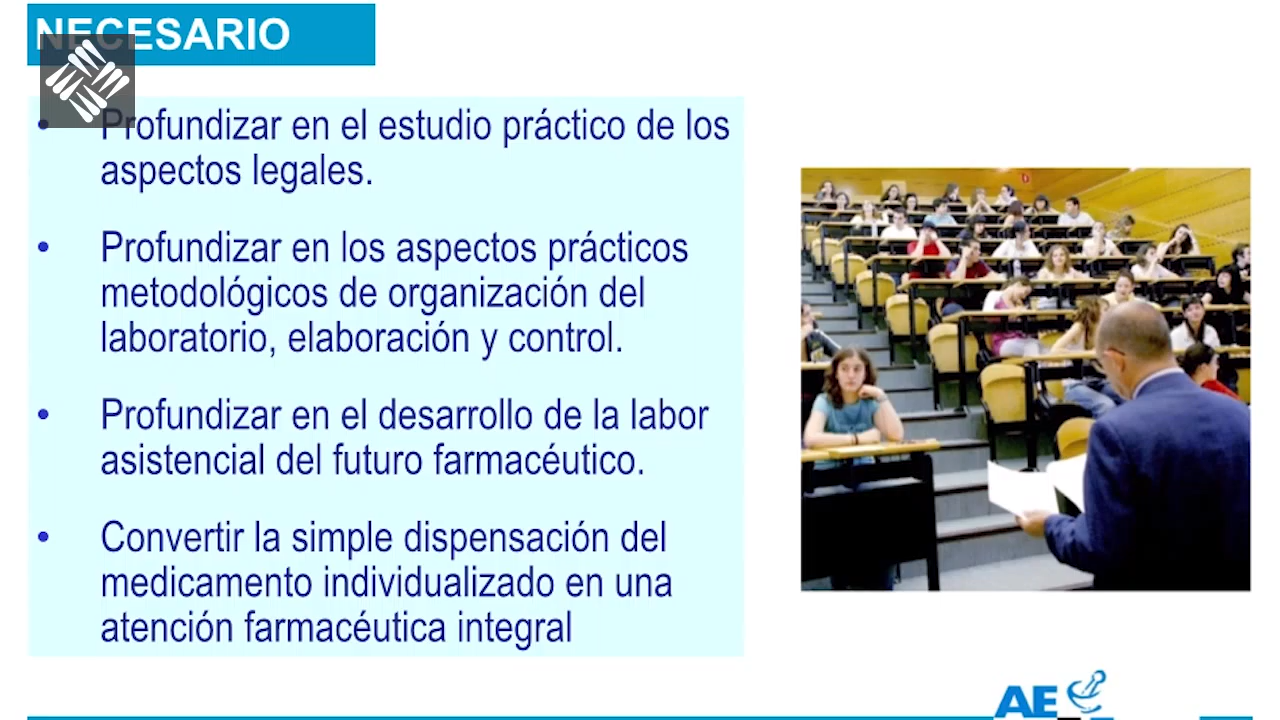 NECESARIO
• Profundizar en el estudio práctico de los
aspectos legales.
• Profundizar en los aspectos prácticos
metodológicos de organización del
laboratorio, elaboración y control.
• Profundizar en el desarrollo de la labor
asistencial del futuro farmacéutico.
• Convertir la simple dispensación del
medicamento individualizado en una
atención farmacéutica integral
AE